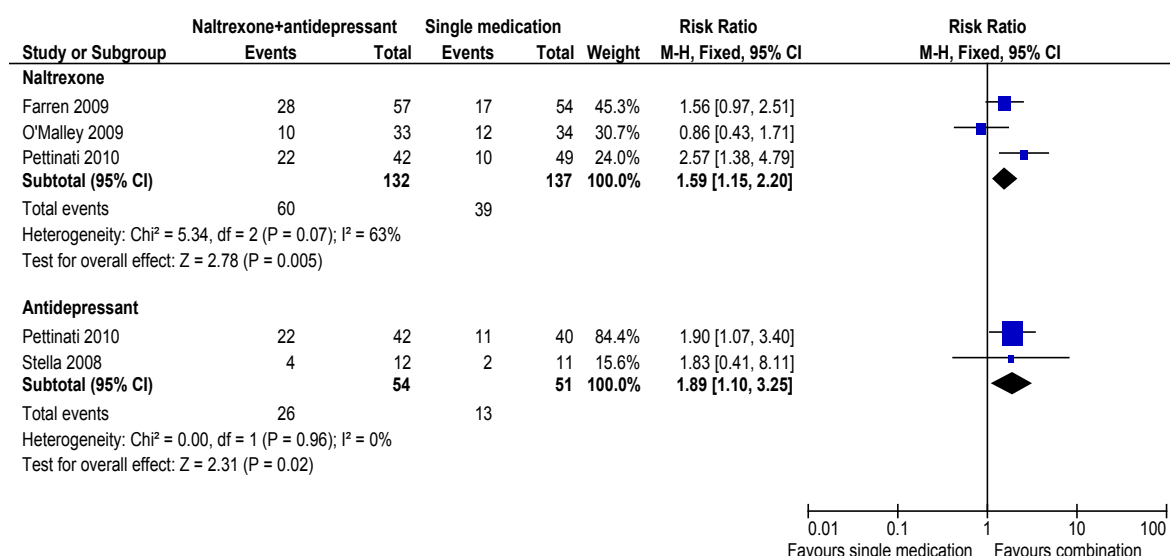 Naltrexone+antidepressant Single medication Risk Ratio Risk Ratio
Study or Subgroup Events Total Events Total Weight M-H, Fixed, 95% CI M-H, Fixed, 95% CI
Naltrexone
Farren 2009 28 57 17 54 45.3% 1.56 [0.97, 2.51]
O'Malley 2009 10 33 12 34 30.7% 0.86 [0.43, 1.71]
Pettinati 2010 22 42 10 49 24.0% 2.57 [1.38, 4.79]
Subtotal (95% CI) 132 137 100.0% 1.59 [1.15, 2.20]
Total events 60 39
Heterogeneity: Chi² = 5.34, df = 2 (P = 0.07); I² = 63%
Test for overall effect: Z = 2.78 (P = 0.005)
Antidepressant
Pettinati 2010 22 42 11 40 84.4% 1.90 [1.07, 3.40]
Stella 2008 4 12 2 11 15.6% 1.83 [0.41, 8.11]
Subtotal (95% CI) 54 51 100.0% 1.89 [1.10, 3.25]
Total events 26 13
Heterogeneity: Chi² = 0.00, df = 1 (P = 0.96); I² = 0%
Test for overall effect: Z = 2.31 (P = 0.02)
0.01 0.1 1 10 100
Favours single medication Favours combination